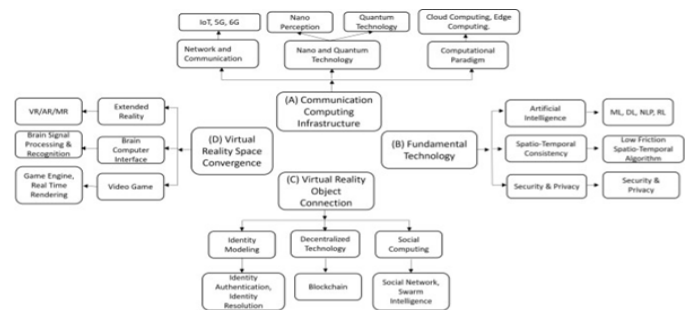 IoT, 5G, 6G
Nano
Perception
Quantum
Technology
Cloud Computing, Edge
Computing.
Network and
Communication
Nano and Quantum
Technology
Computational
Paradigm
(A) Communication
Computing
Infrastructure
VR/AR/MR
Extended
Reality
Brain Signal
Processing &
Recognition
Brain
Computer
Interface
Game Engine,
Real Time
Rendering
Video Game
(D) Virtual
Reality Space
Convergence
(B) Fundamental
Technology
Artificial
Intelligence
ML, DL, NLP, RL
Spatio-Temporal
Consistency
Low Friction
Spatio-Temporal
Algorithm
Security & Privacy
Security &
Privacy
(C) Virtual Reality
Object
Connection
Identity
Modeling
Decentralized
Technology
Social
Computing
Identity
Authentication,
Identity
Resolution
Blockchain
Social Network,
Swarm
Intelligence